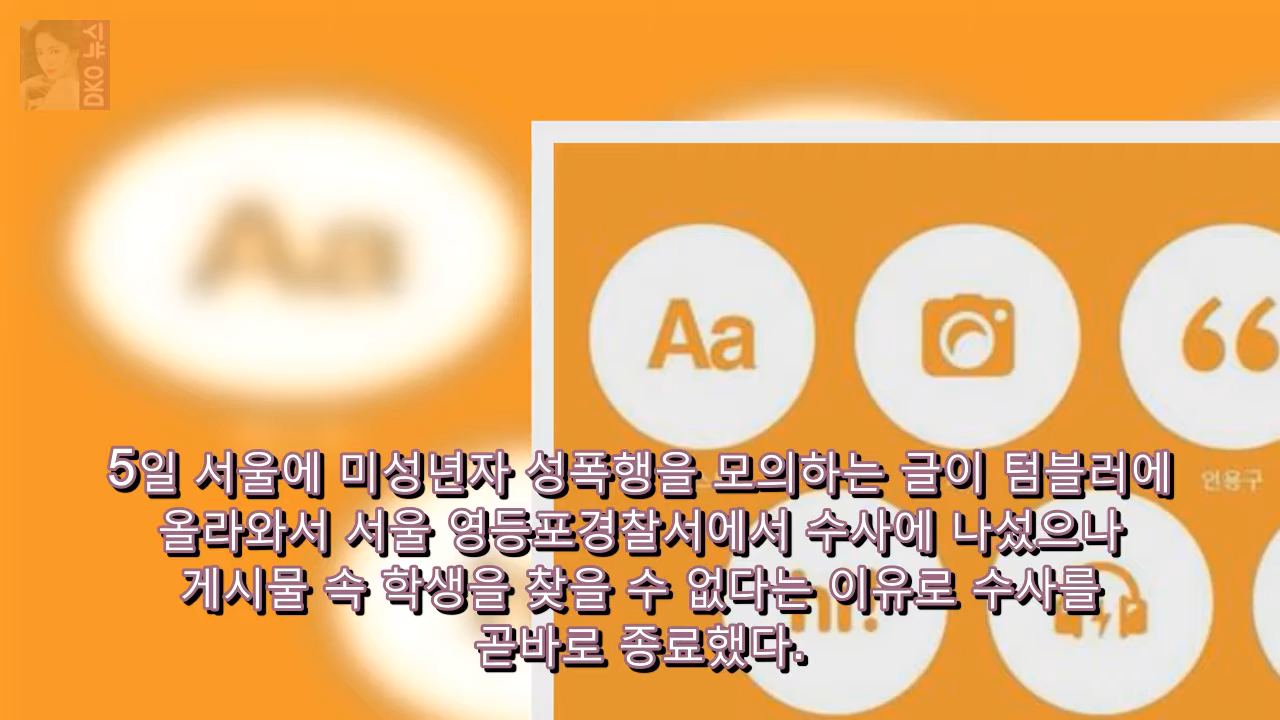 DKO 뉴스
Aa
Aa
인용구
hi!
5일 서울에 미성년자 성폭행을 모의하는 글이 텀블러에
올라와서 서울 영등포경찰서에서 수사에 나섰으나
게시물 속 학생을 찾을 수 없다는 이유로 수사를
곧바로 종료했다.